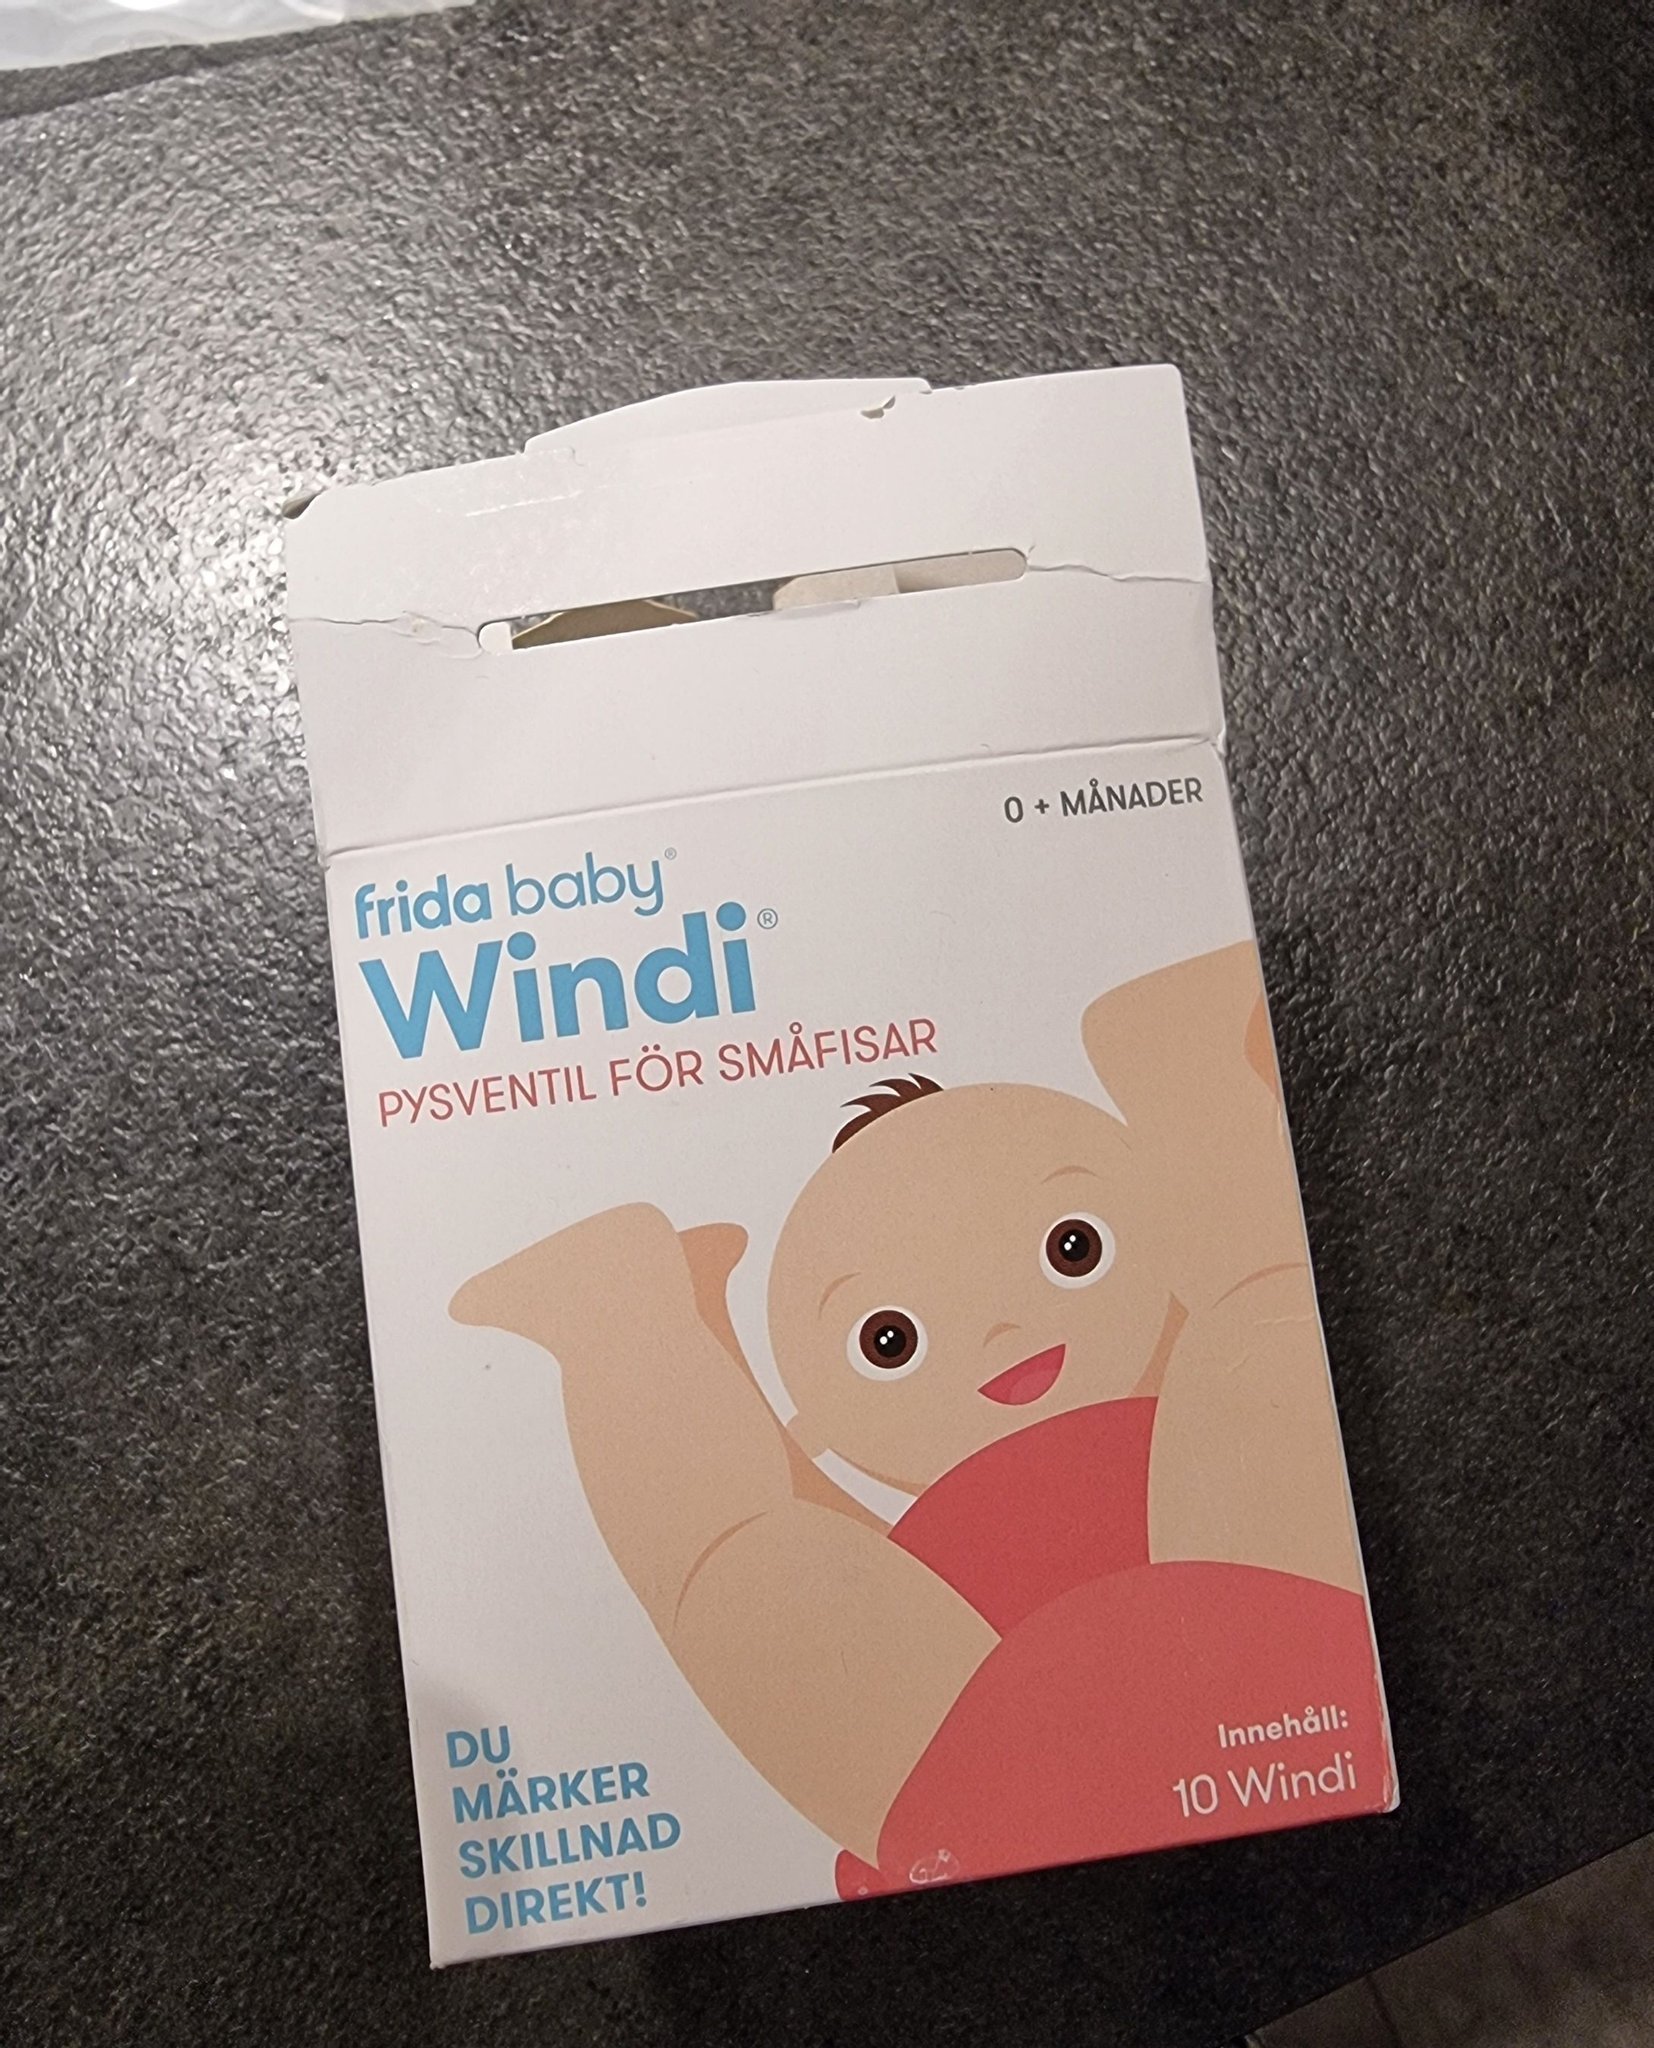 0 + MÅNADER
frida baby®
Windi®
PYSVENTIL FÖR SMÅFISAR
DU
MÄRKER
SKILLNAD
DIREKT!
Innehåll:
10 Windi